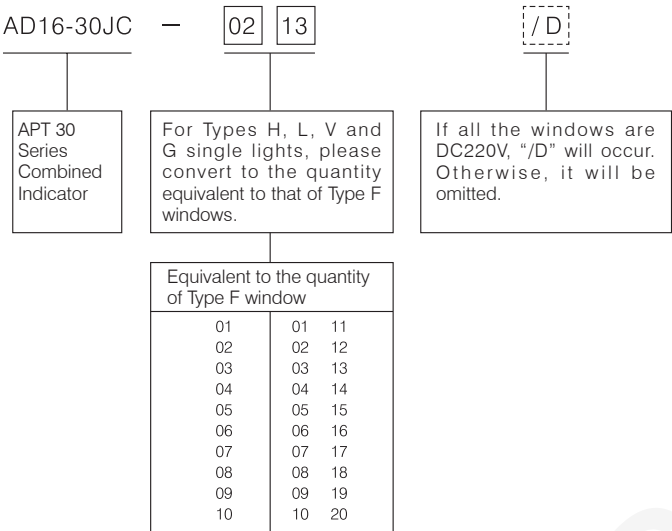 AD16-30JC — 02 13 /D
APT 30
Series
Combined
Indicator
For Types H, L, V and
G single lights, please
convert to the quantity
equivalent to that of Type F
windows.
If all the windows are
DC220V, “/D” will occur.
Otherwise, it will be
omitted.
Equivalent to the quantity
of Type F window
01 01 11
02 02 12
03 03 13
04 04 14
05 05 15
06 06 16
07 07 17
08 08 18
09 09 19
10 10 20